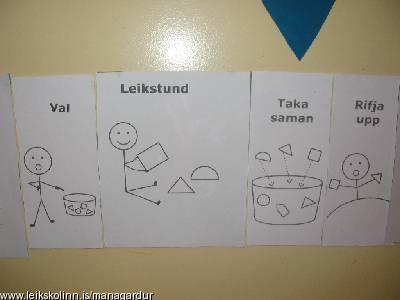 Val
Leikstund
Taka
saman
Rifja
upp
www.leikskolinn.is/managardur